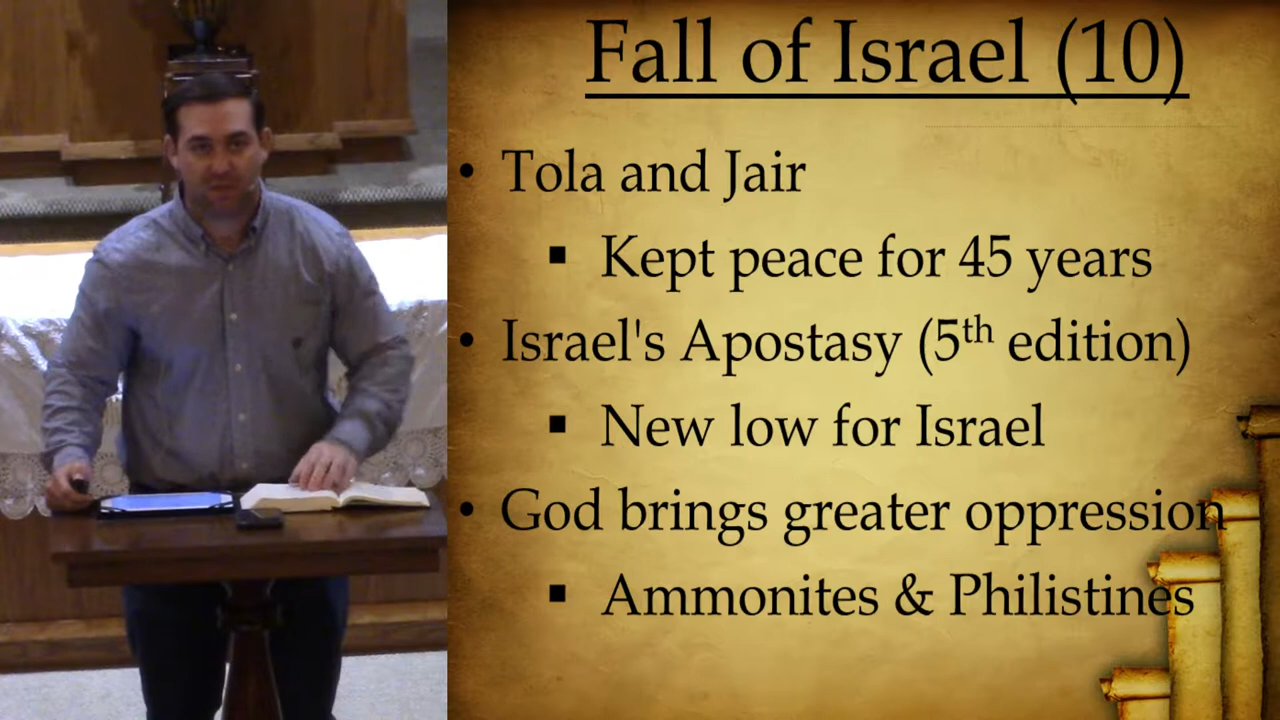 Fall of Israel (10)
• Tola and Jair
▪ Kept peace for 45 years
• Israel's Apostasy (5th edition)
▪ New low for Israel
• God brings greater oppression
▪ Ammonites & Philistines